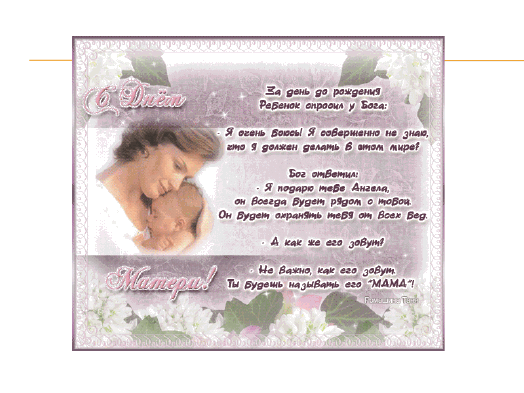 С Днём
За день до рождения
Ребенок спросил у Бога:
- Я очень боюсь! Я совершенно не знаю,
что я должен делать в этом мире?
Бог ответил:
- Я подарю тебе Ангела,
он всегда будет рядом с тобой.
Он будет охранять тебя от всех бед.
- А как же его зовут?
Матери!
- Не важно, как его зовут.
Ты будешь называть его "МАМА"!